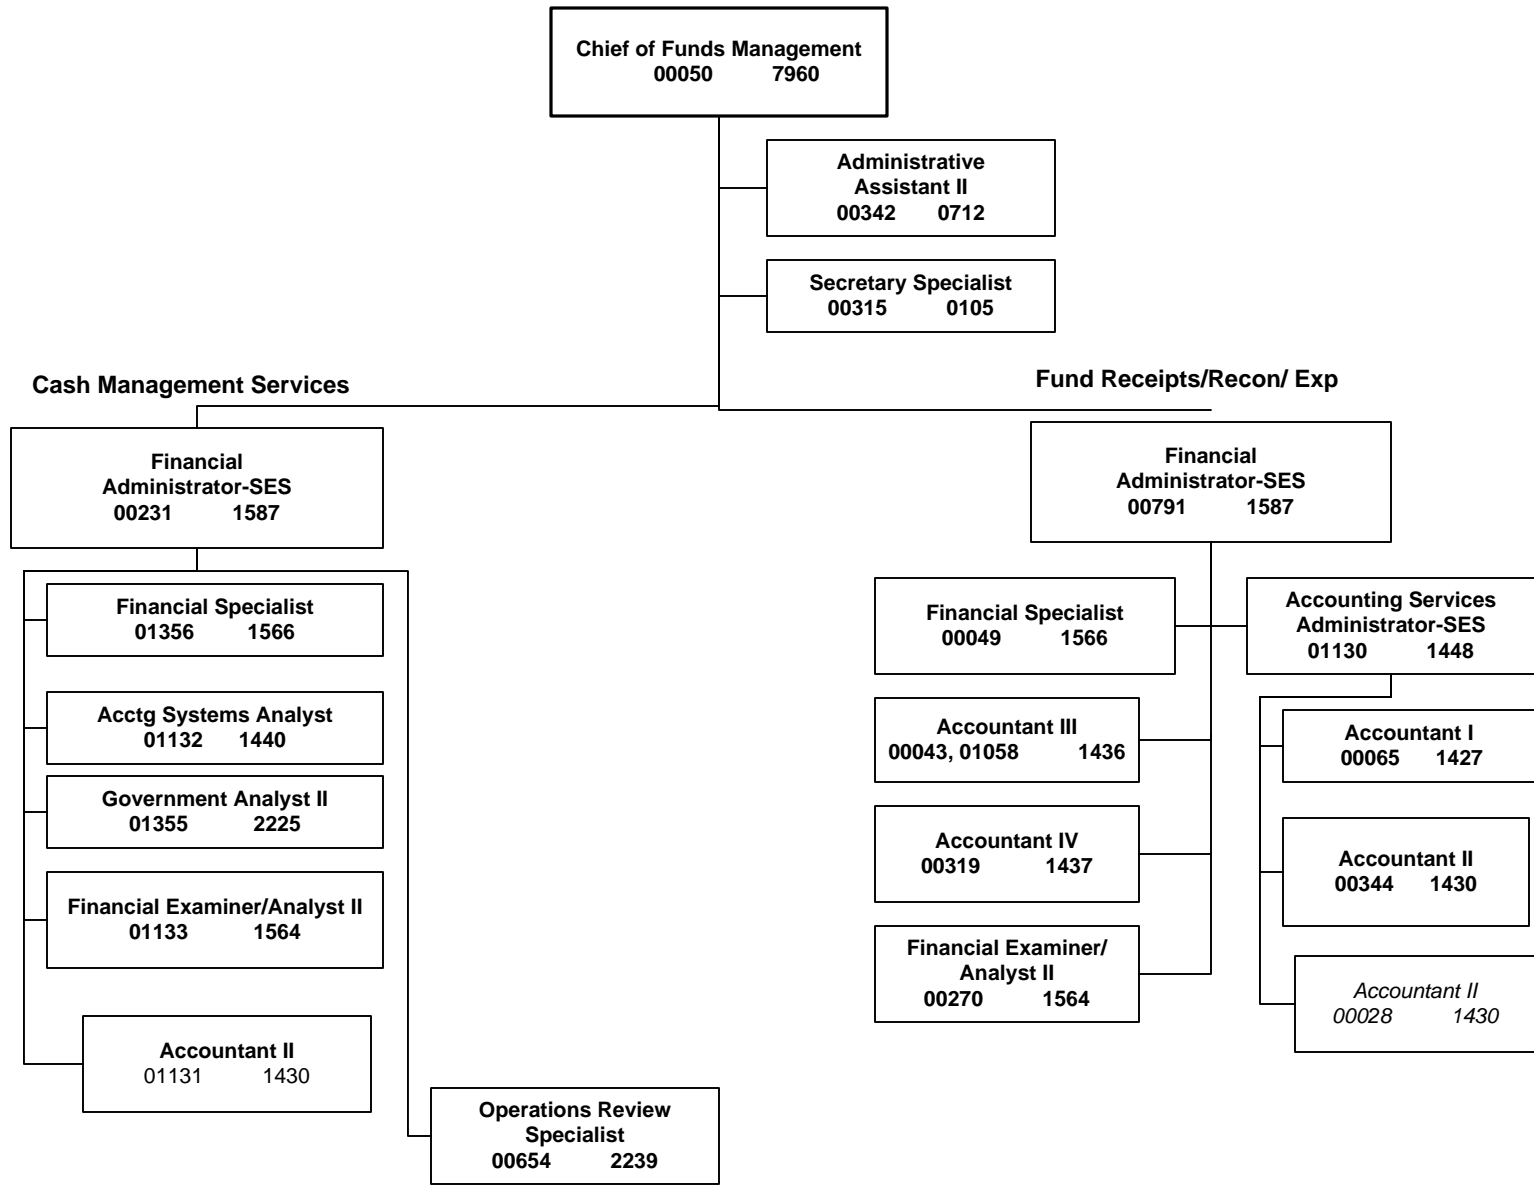 Chief of Funds Management
00050 7960
Administrative
Assistant II
00342 0712
Secretary Specialist
00315 0105
Cash Management Services
Fund Receipts/Recon/ Exp
Financial
Administrator-SES
00231 1587
Financial Specialist
01356 1566
Acctg Systems Analyst
01132 1440
Government Analyst II
01355 2225
Financial Examiner/Analyst II
01133 1564
Accountant II
01131 1430
Operations Review
Specialist
00654 2239
Financial
Administrator-SES
00791 1587
Financial Specialist
00049 1566
Accountant III
00043, 01058 1436
Accountant IV
00319 1437
Financial Examiner/
Analyst II
00270 1564
Accounting Services
Administrator-SES
01130 1448
Accountant I
00065 1427
Accountant II
00344 1430
Accountant II
00028 1430